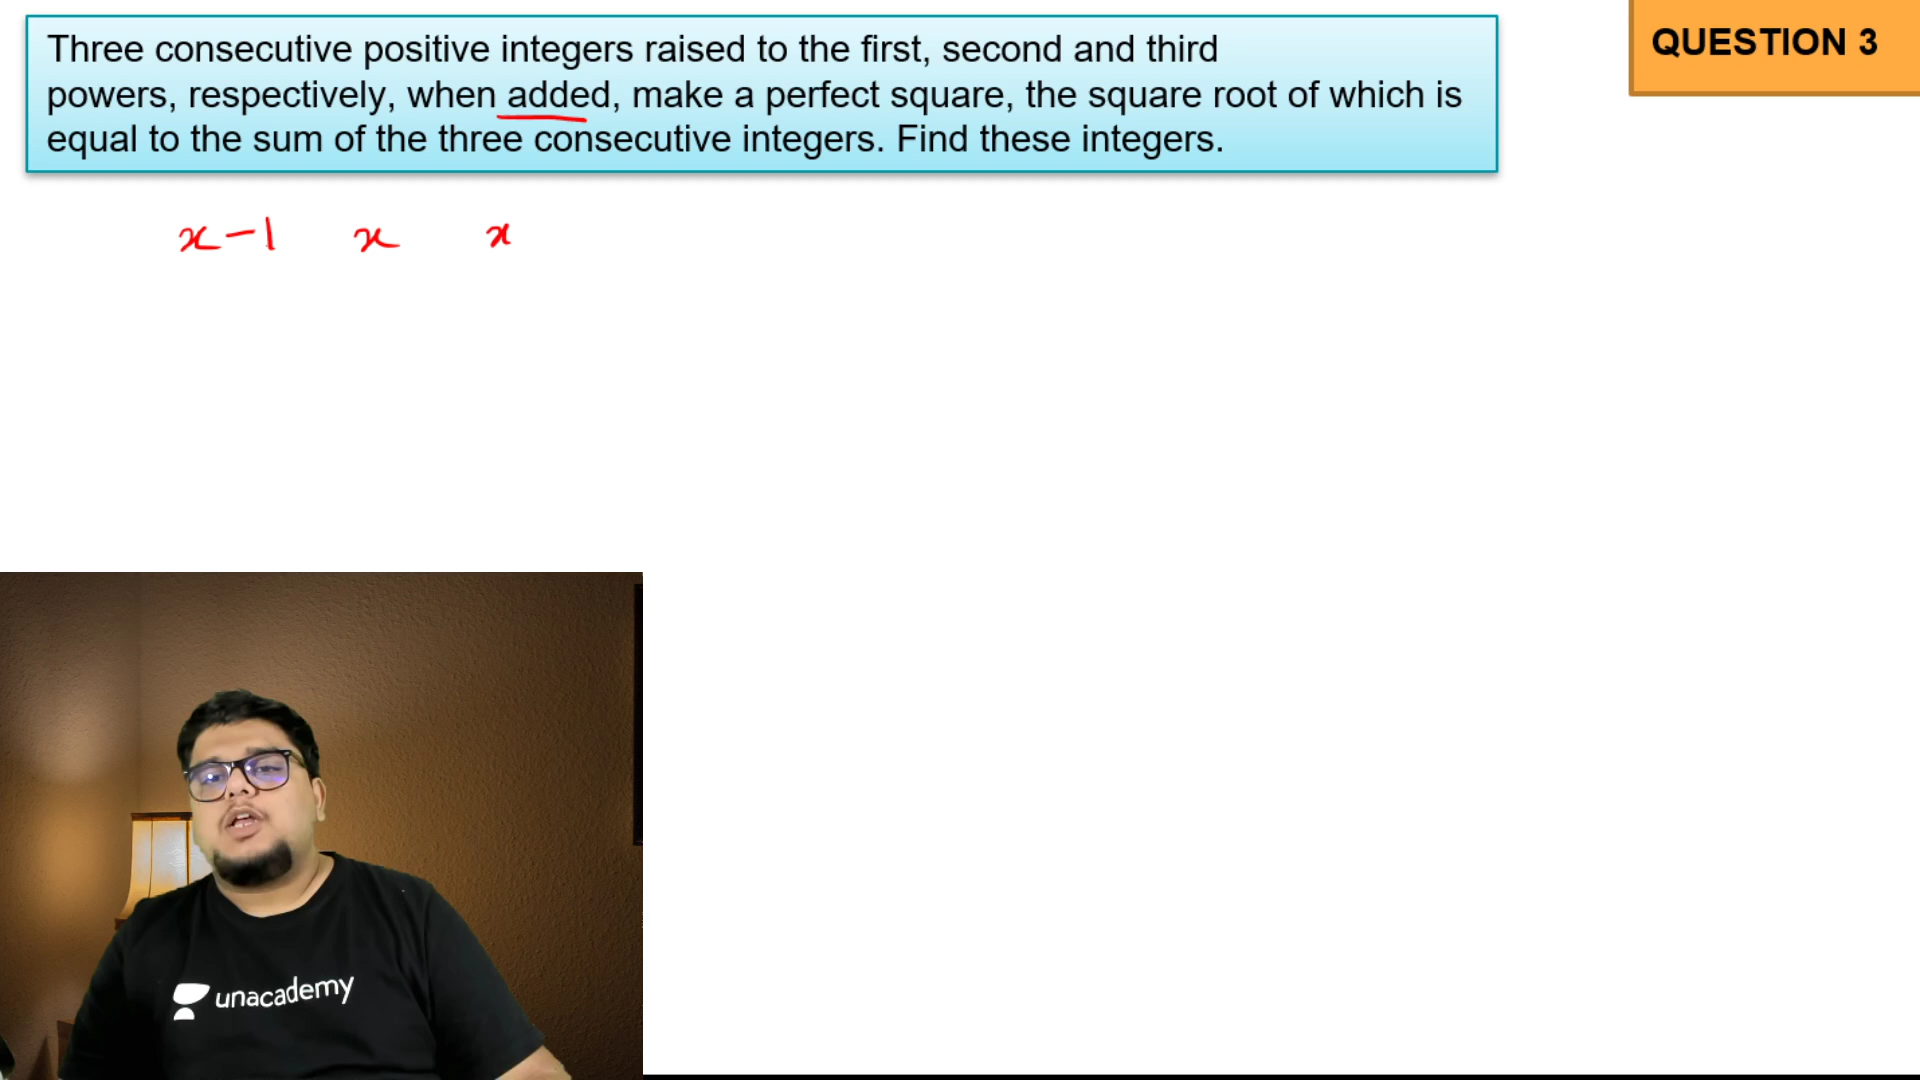 QUESTION 3
Three consecutive positive integers raised to the first, second and third
powers, respectively, when added, make a perfect square, the square root of which is
equal to the sum of the three consecutive integers. Find these integers.
x-1 x x
unacademy